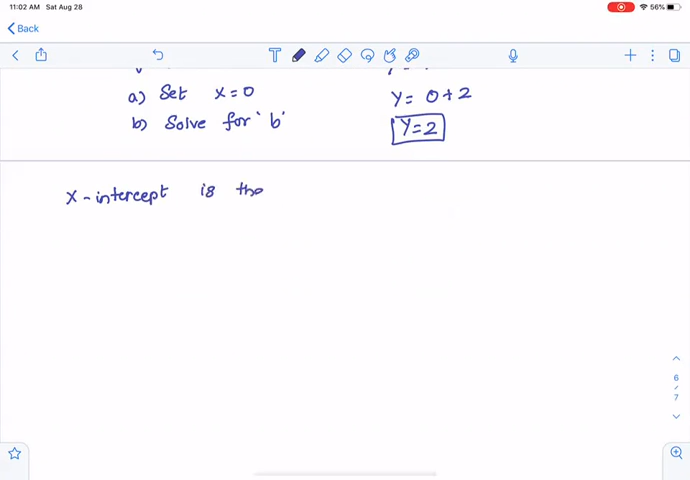 11:02 AM Sat Aug 28
56%
Back
T
a) Set x=0
y= 0+2
b) Solve for 'b'
y=2
x-intercept is the
6
/
7